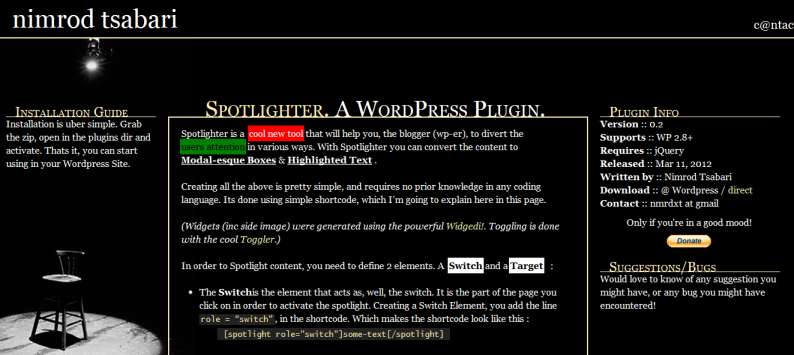 nimrod tsabari
c@ntac
Installation Guide
Installation is uber simple. Grab
the zip, open in the plugins dir and
activate. Thats it, you can start
using in your Wordpress Site.
Spotlighter. A WordPress Plugin.
Spotlighter is a cool new tool that will help you, the blogger (wp-er), to divert the
users attention in various ways. With Spotlighter you can convert the content to
Modal-esque Boxes & Highlighted Text .
Creating all the above is pretty simple, and requires no prior knowledge in any coding
language. Its done using simple shortcode, which I'm going to explain here in this page.
(Widgets (inc side image) were generated using the powerful Widgedi!. Toggling is done
with the cool Toggler.)
In order to Spotlight content, you need to define 2 elements. A Switch and a Target :
• The Switch is the element that acts as, well, the switch. It is the part of the page you
click on in order to activate the spotlight. Creating a Switch Element, you add the line
role = "switch", in the shortcode. Which makes the shortcode look like this :
[spotlight role="switch"]some-text[/spotlight]
Plugin Info
Version :: 0.2
Supports :: WP 2.8+
Requires :: jQuery
Released :: Mar 11, 2012
Written by :: Nimrod Tsabari
Download :: @ Wordpress / direct
Contact :: nmrdxt at gmail
Only if you're in a good mood!
Donate
Suggestions/Bugs
Would love to know of any suggestion you
might have, or any bug you might have
encountered!